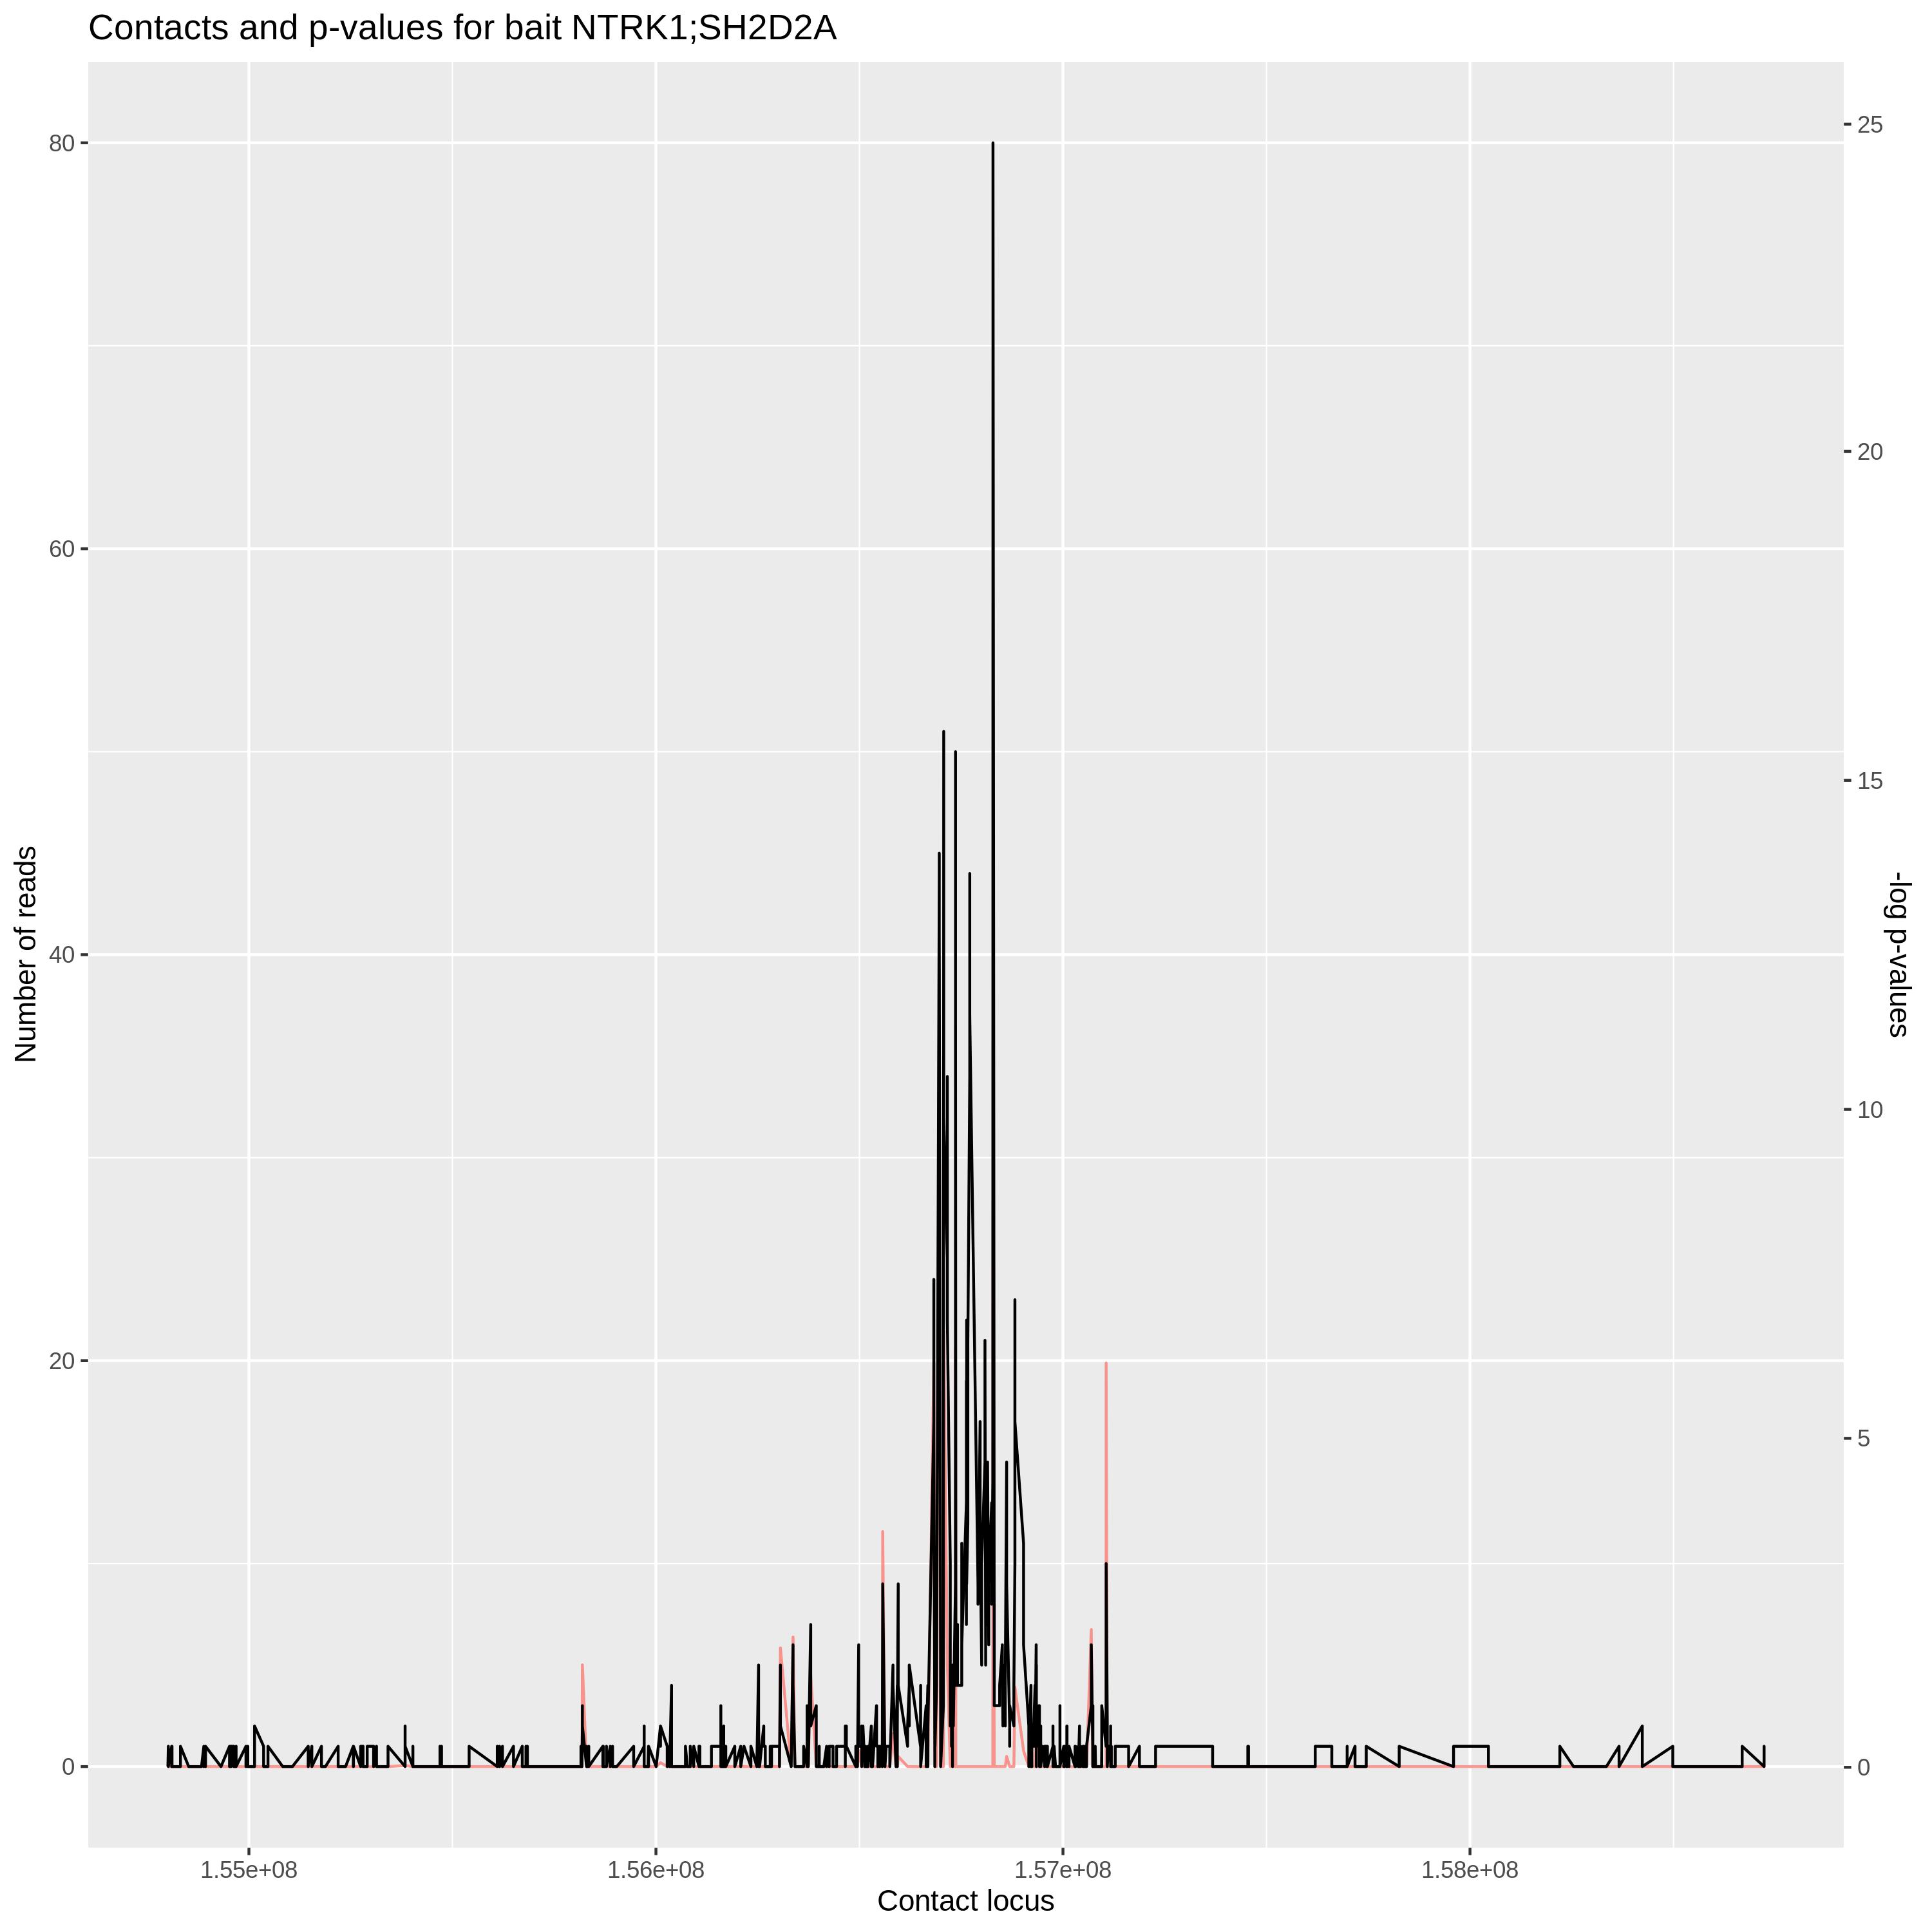 Contacts and p-values for bait NTRK1;SH2D2A
80
60
40
20
0
Number of reads
25
20
15
10
5
0
-log p-values
1.55e+08 1.56e+08 1.57e+08 1.58e+08
Contact locus